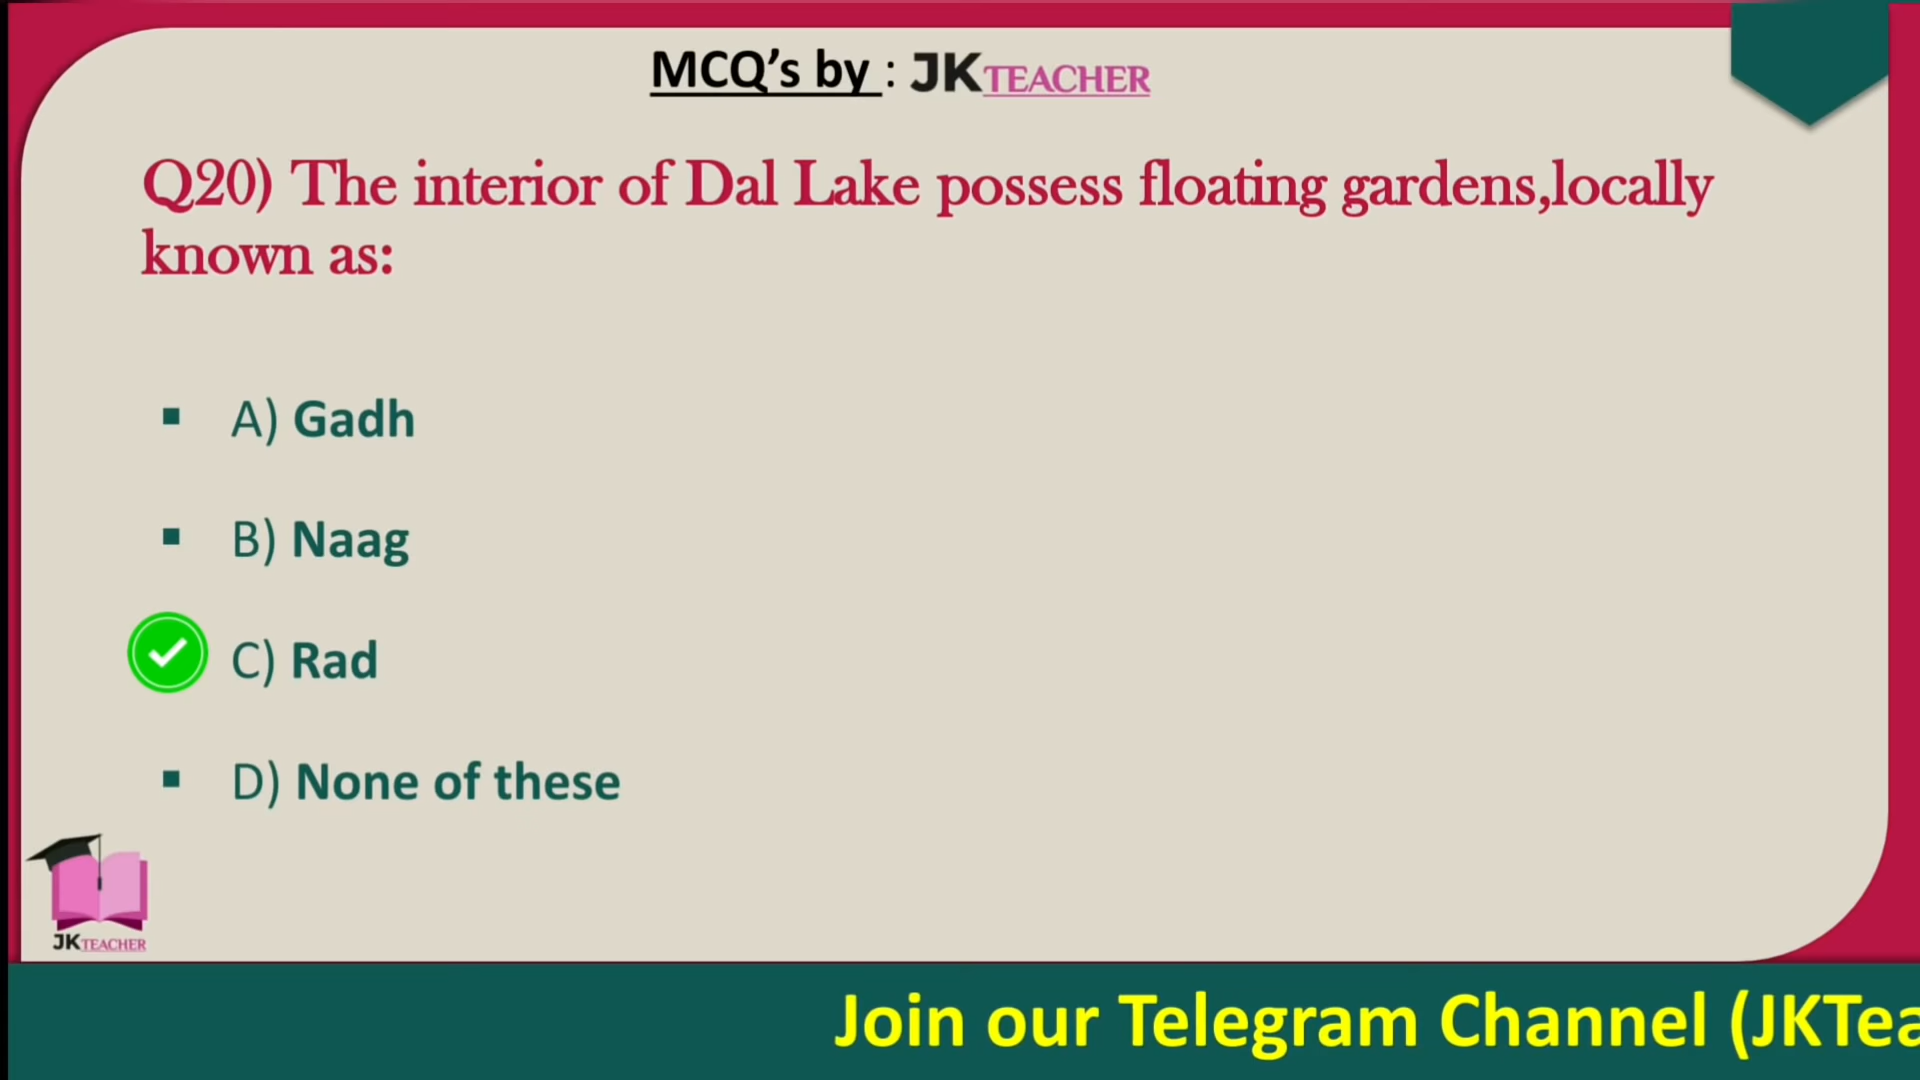 MCQ’s by : JKTEACHER
Q20) The interior of Dal Lake possess floating gardens,locally
known as:
▪ A) Gadh
▪ B) Naag
C) Rad
▪ D) None of these
JKTEACHER
Join our Telegram Channel (JKTea